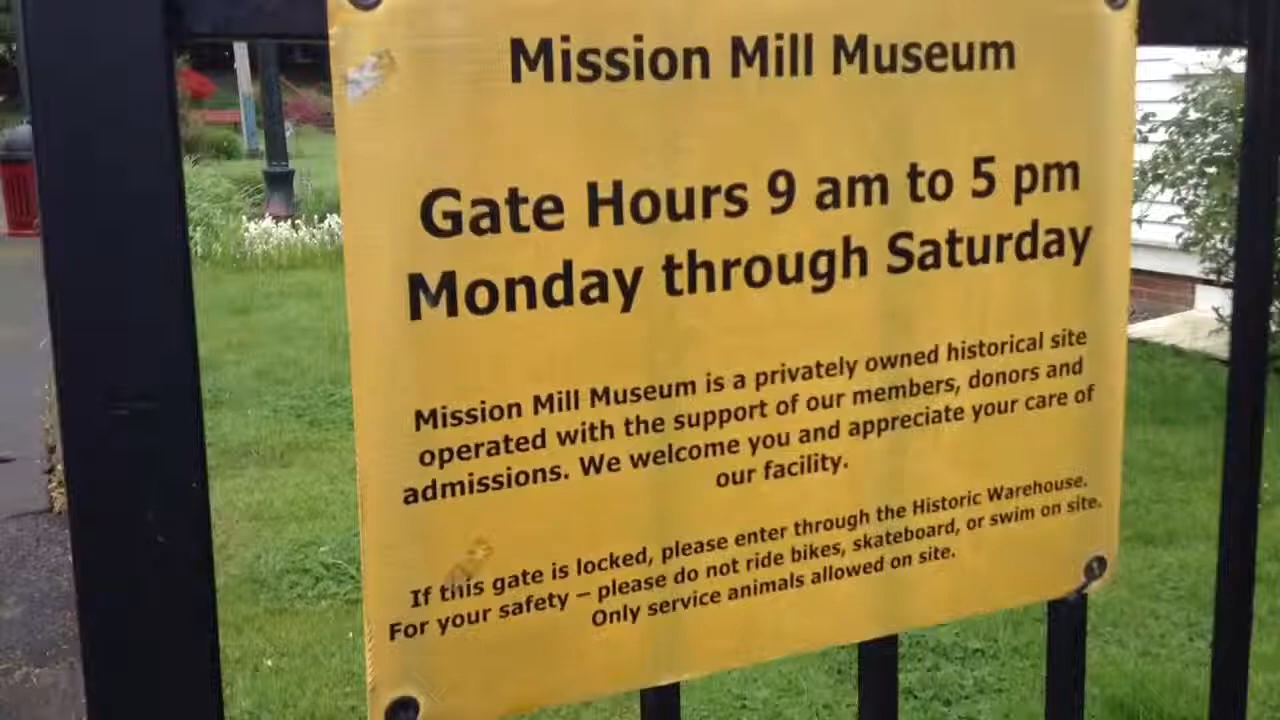 Mission Mill Museum
Gate Hours 9 am to 5 pm
Monday through Saturday
Mission Mill Museum is a privately owned historical site
operated with the support of our members, donors and
admissions. We welcome you and appreciate your care of
our facility.
If this gate is locked, please enter through the Historic Warehouse.
For your safety – please do not ride bikes, skateboard, or swim on site.
Only service animals allowed on site.